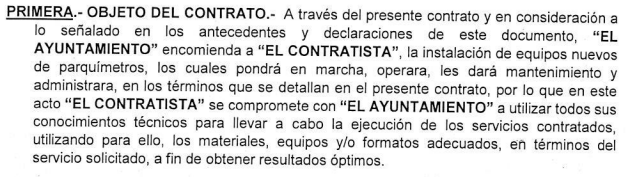 PRIMERA.- OBJETO DEL CONTRATO.- A través del presente contrato y en consideración a
lo señalado en los antecedentes y declaraciones de este documento, “EL
AYUNTAMIENTO” encomienda a “EL CONTRATISTA”, la instalación de equipos nuevos
de parquímetros, los cuales pondrá en marcha, operara, les dará mantenimiento y
administrara, en los términos que se detallan en el presente contrato, por lo que en este
acto “EL CONTRATISTA” se compromete con “EL AYUNTAMIENTO” a utilizar todos sus
conocimientos técnicos para llevar a cabo la ejecución de los servicios contratados,
utilizando para ello, los materiales, equipos y/o formatos adecuados, en términos del
servicio solicitado, a fin de obtener resultados óptimos.